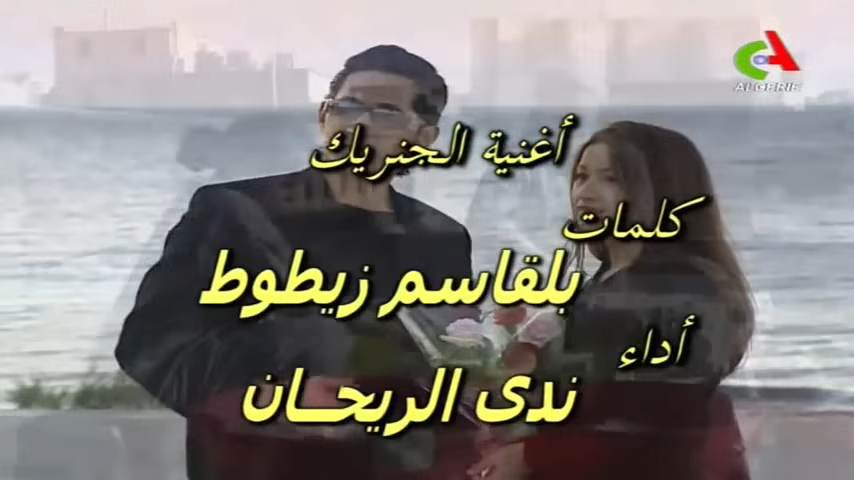 ALGERIE
أغنية الجنريك
كلمات
بلقاسم زيطوط
أداء
ندى الريحان